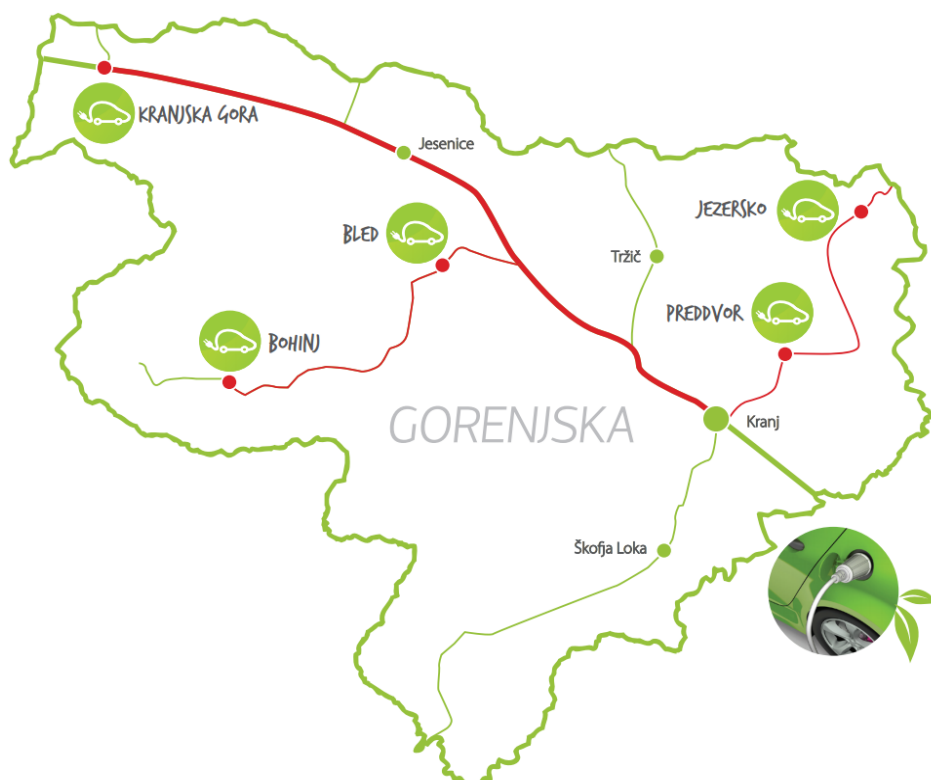 KRANJSKA GORA
Jesenice
JEZERSKO
BLED
Tržič
PREDDVOR
BOHINJ
GORENJSKA
Kranj
Škofja Loka